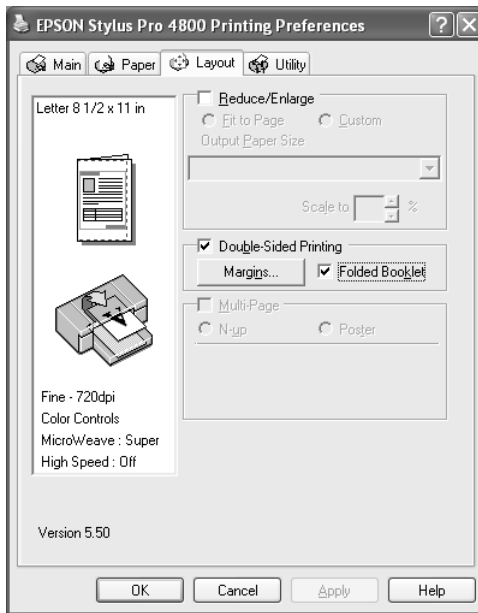 EPSON Stylus Pro 4800 Printing Preferences
Main Paper Layout Utility
Letter 8 1/2 x 11 in
Reduce/Enlarge
Fit to Page Custom
Output Paper Size
Scale to %
Double-Sided Printing
Margins... Folded Booklet
Multi-Page
N-up Poster
Fine - 720dpi
Color Controls
MicroWeave : Super
High Speed : Off
Version 5.50
OK Cancel Apply Help